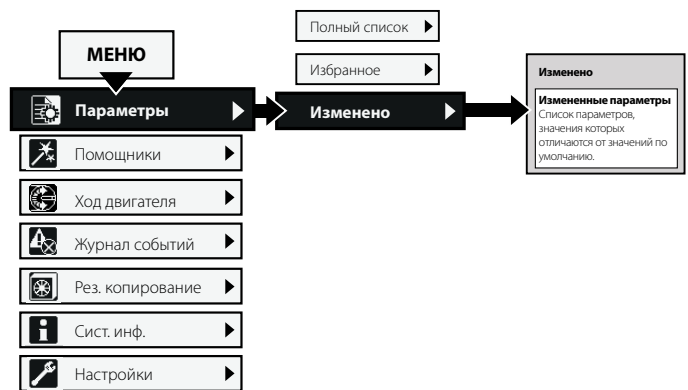 Полный список
МЕНЮ
Избранное
Изменено
Параметры
Изменено
Измененные параметры
Список параметров,
значения которых
отличаются от значений по
умолчанию.
Помощники
Ход двигателя
Журнал событий
Рез. копирование
Сист. инф.
Настройки